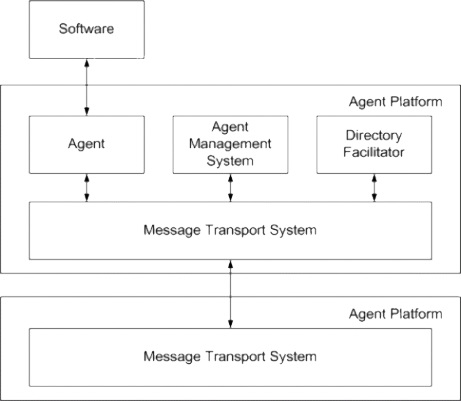 Software
Agent Platform
Agent
Agent
Management
System
Directory
Facilitator
Message Transport System
Agent Platform
Message Transport System